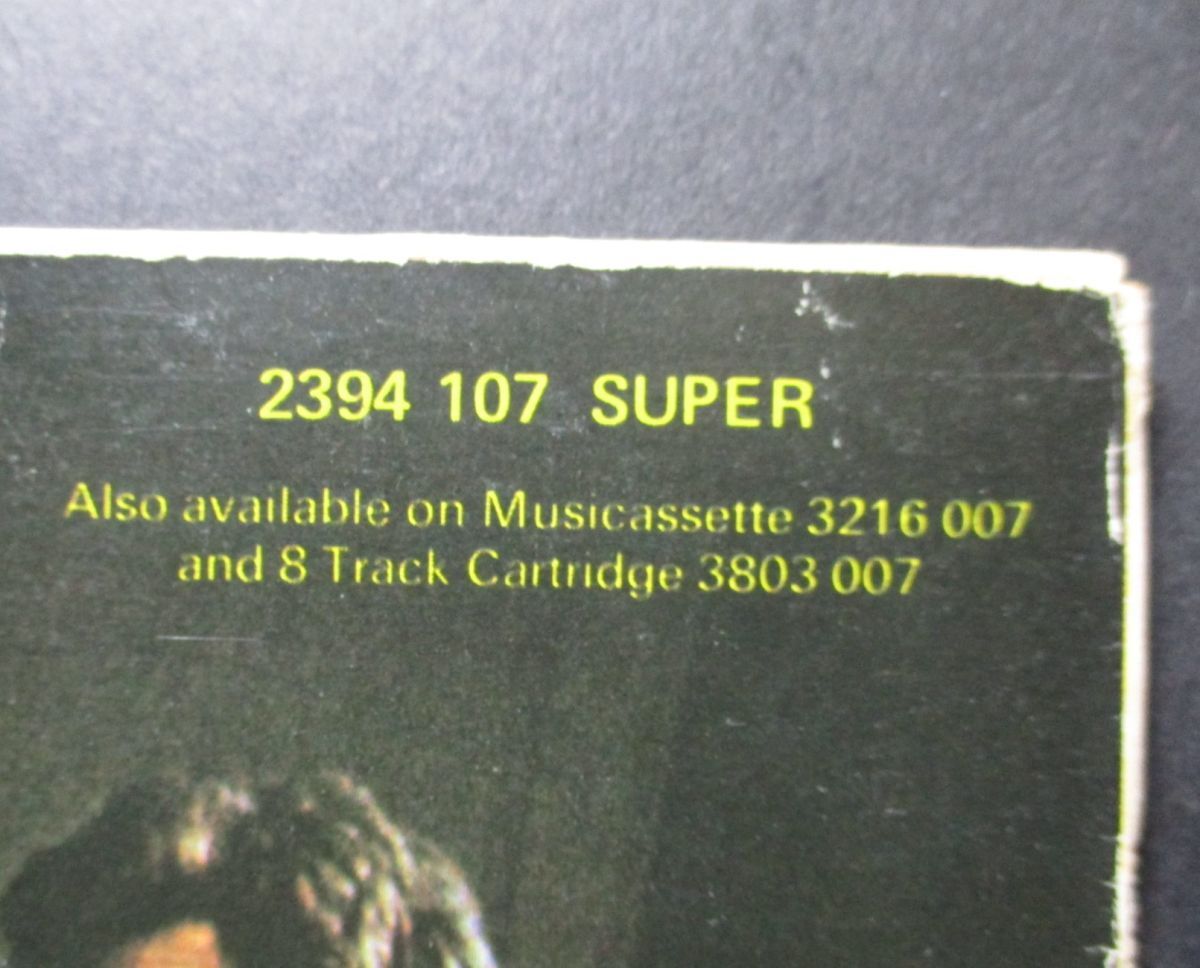 2394 107 SUPER
Also available on Musicassette 3216 007
and 8 Track Cartridge 3803 007